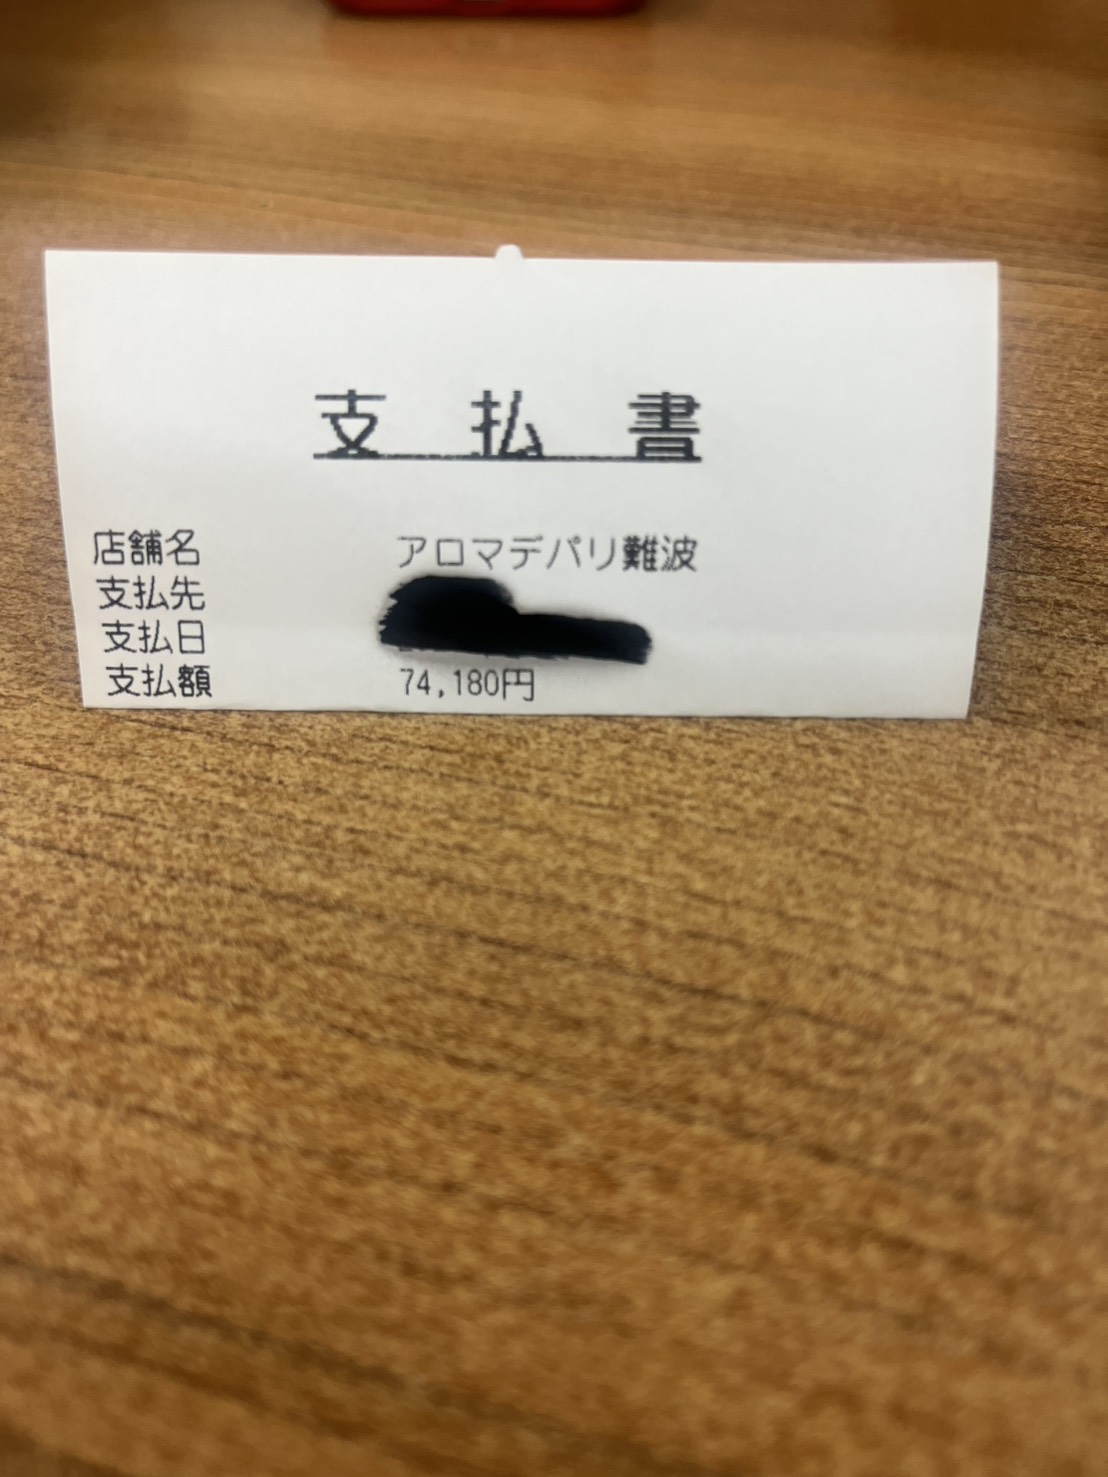 支払書
店舗名 アロマデパリ難波
支払先
支払日
支払額 74,180円